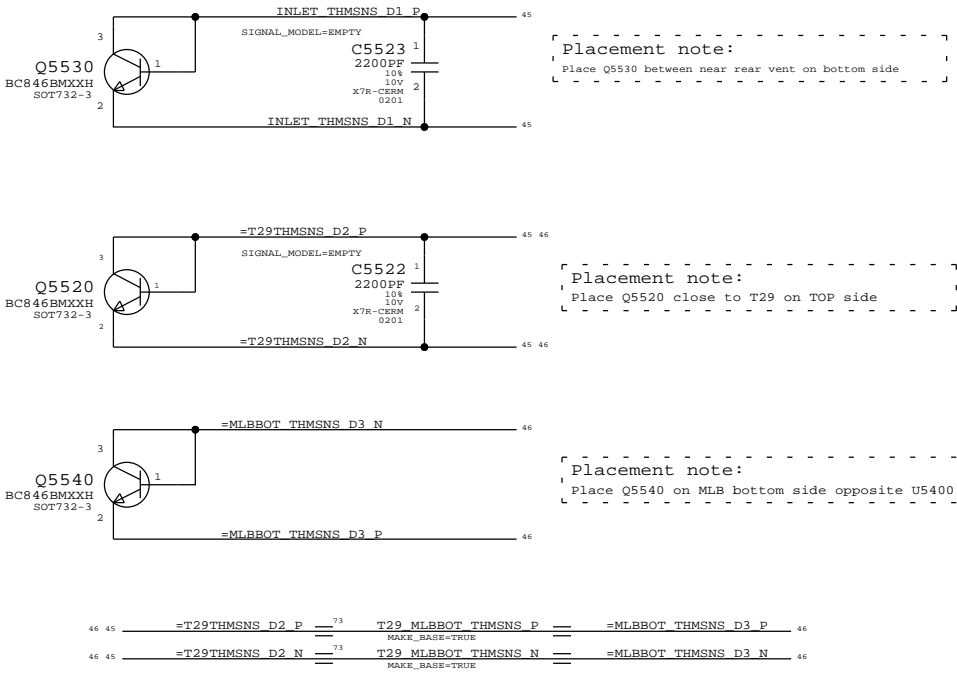 INLET_THMSNS_D1_P
45
SIGNAL_MODEL=EMPTY
3
1
Q5530
BC846BMXXH
SOT732-3
2
C5523
1
2200PF
10%
10V
X7R-CERM
0201
2
INLET_THMSNS_D1_N
45
Placement note:
Place Q5530 between near rear vent on bottom side
=T29THMSNS_D2_P
45 46
SIGNAL_MODEL=EMPTY
3
1
Q5520
BC846BMXXH
SOT732-3
2
C5522
1
2200PF
10%
10V
X7R-CERM
0201
2
=T29THMSNS_D2_N
45 46
Placement note:
Place Q5520 close to T29 on TOP side
=MLBBOT_THMSNS_D3_N
46
3
1
Q5540
BC846BMXXH
SOT732-3
2
=MLBBOT_THMSNS_D3_P
46
Placement note:
Place Q5540 on MLB bottom side opposite U5400
46 45
=T29THMSNS_D2_P
73
T29_MLBBOT_THMSNS_P
MAKE_BASE=TRUE
=MLBBOT_THMSNS_D3_P
46
46 45
=T29THMSNS_D2_N
73
T29_MLBBOT_THMSNS_N
MAKE_BASE=TRUE
=MLBBOT_THMSNS_D3_N
46